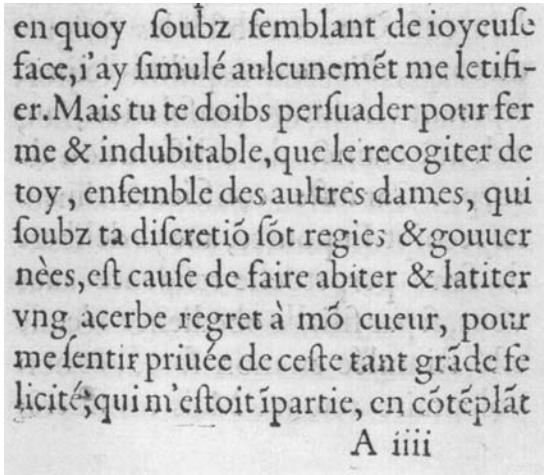 en quoy ſoubz ſemblant de ioyeuſe
face, i'ay ſimulé aulcunemẽt me letifi-
er. Mais tu te doibs perſuader pour fer
me & indubitable, que le recogiter de
toy, enſemble des aultres dames, qui
ſoubz ta diſcretiõ ſõt regies & gouuer
nèes, eſt cauſe de faire abiter & latiter
vng acerbe regret à mõ cueur, pour
me ſentir priuée de ceſte tant grãde fe
licité, qui m'eſtoit ĩpartie, en cõtẽplãt
A iiii